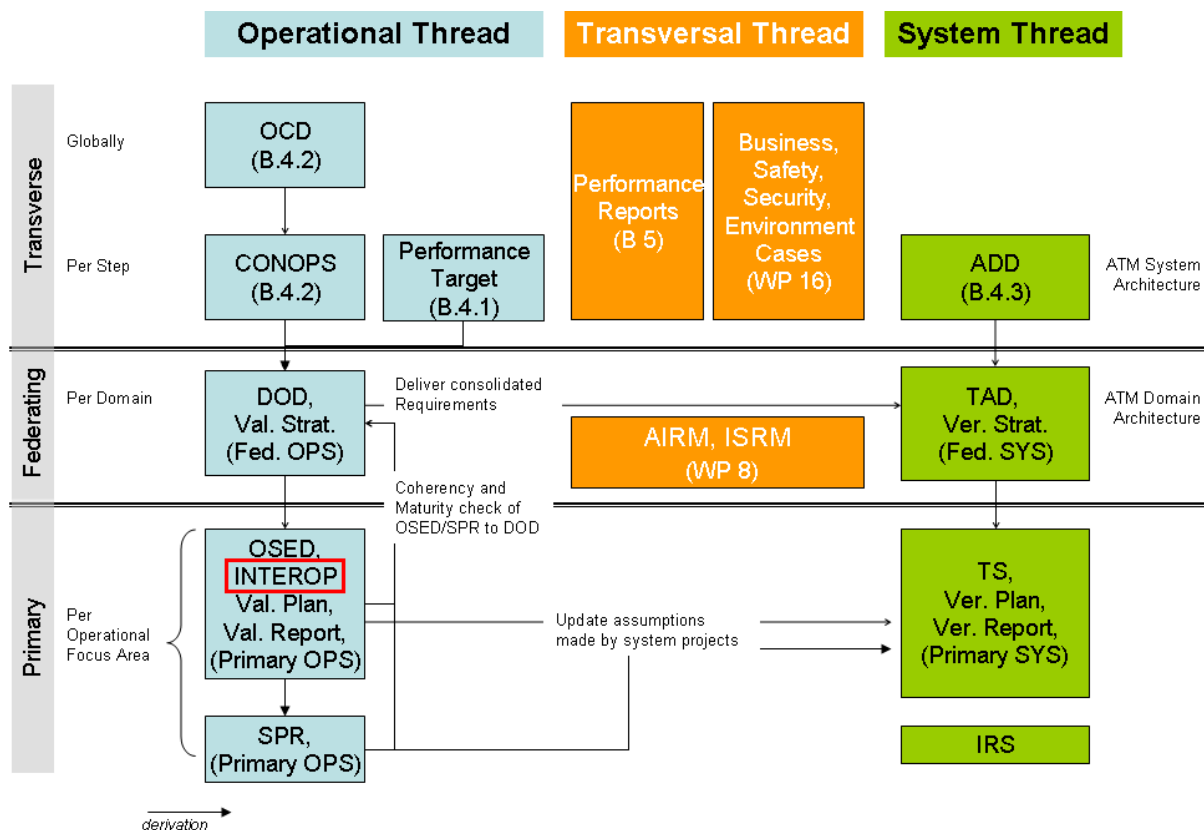 Operational Thread
Transversal Thread
System Thread
Transverse
Globally
OCD
(B.4.2)
Performance
Reports
(B 5)
Business,
Safety,
Security,
Environment
Cases
(WP 16)
Per Step
CONOPS
(B.4.2)
Performance
Target
(B.4.1)
ADD
(B.4.3)
ATM System
Architecture
Federating
Per Domain
DOD,
Val. Strat.
(Fed. OPS)
Deliver consolidated
Requirements
AIRM, ISRM
(WP 8)
TAD,
Ver. Strat.
(Fed. SYS)
ATM Domain
Architecture
Coherency and
Maturity check of
OSED/SPR to DOD
Primary
Per
Operational
Focus Area
OSED,
INTEROP
Val. Plan,
Val. Report,
(Primary OPS)
Update assumptions
made by system projects
TS,
Ver. Plan,
Ver. Report,
(Primary SYS)
SPR,
(Primary OPS)
IRS
derivation